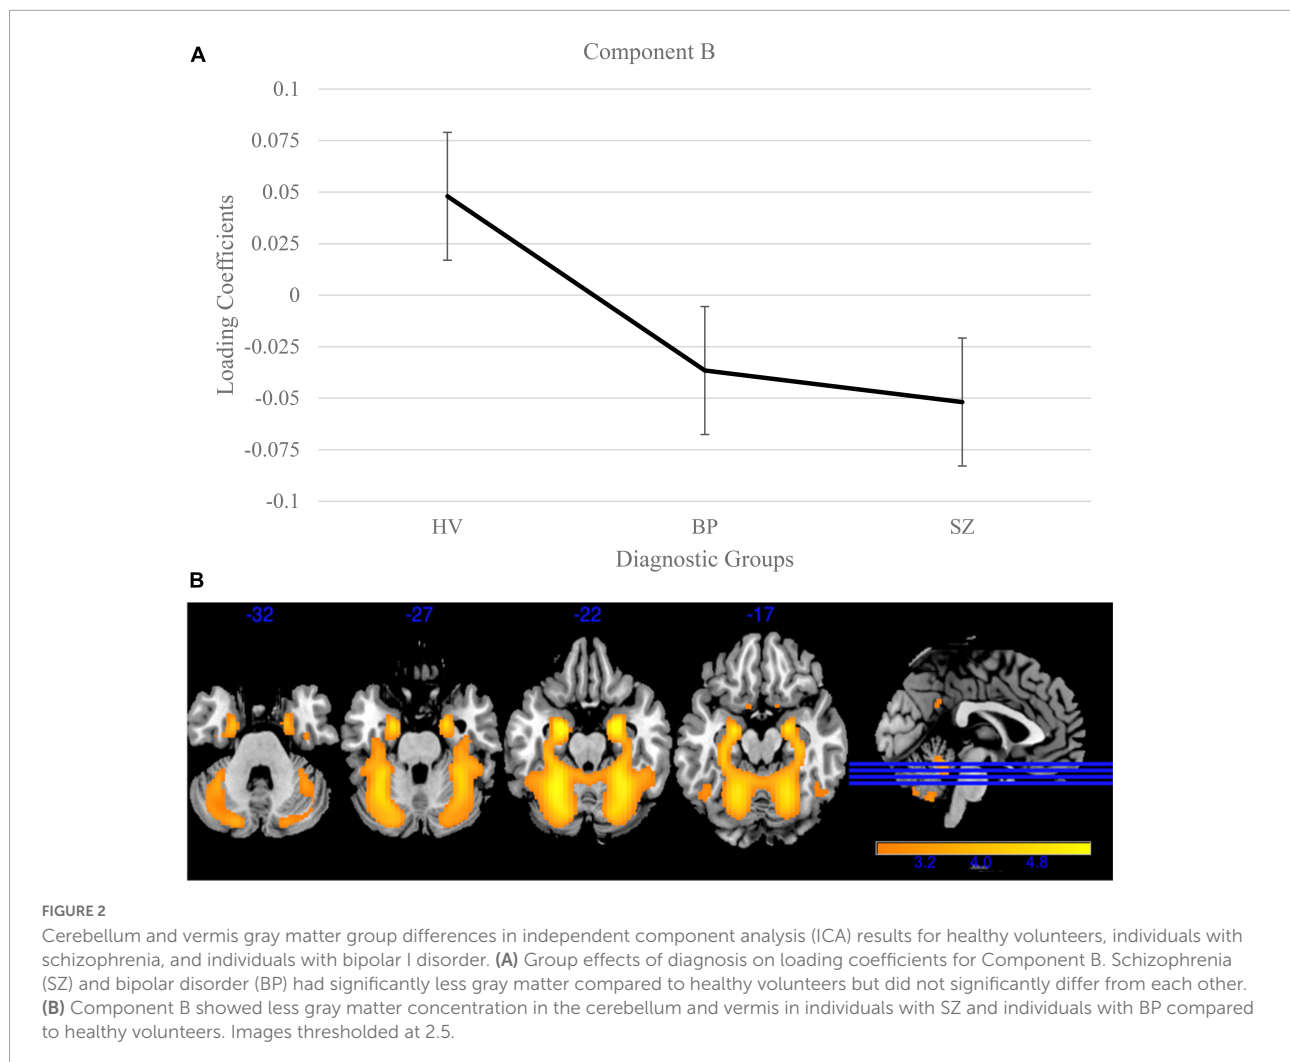 A
Component B
0.1
0.075
0.05
0.025
0
-0.025
-0.05
-0.075
-0.1
Loading Coefficients
HV
BP
SZ
Diagnostic Groups
B
-32
-27
-22
-17
3.2
4.0
4.8
FIGURE 2
Cerebellum and vermis gray matter group differences in independent component analysis (ICA) results for healthy volunteers, individuals with
schizophrenia, and individuals with bipolar I disorder. (A) Group effects of diagnosis on loading coefficients for Component B. Schizophrenia
(SZ) and bipolar disorder (BP) had significantly less gray matter compared to healthy volunteers but did not significantly differ from each other.
(B) Component B showed less gray matter concentration in the cerebellum and vermis in individuals with SZ and individuals with BP compared
to healthy volunteers. Images thresholded at 2.5.